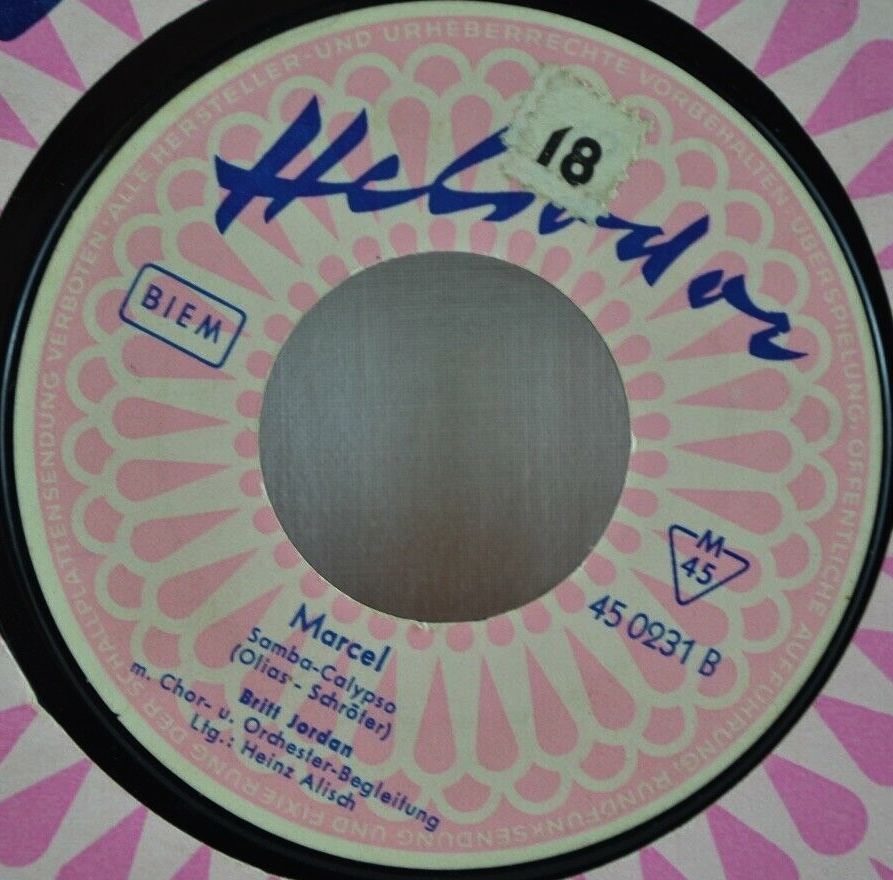 ALLE HERSTELLER-UND URHEBERRECHTE VORBEHALTEN·ÜBERSPIELUNG, ÖFFENTLICHE AUFFÜHRUNG, RUNDFUNKSENDUNG UND FIXIERUNG DER SCHALLPLATTENSENDUNG VERBOTEN·
Heliodor
18
BIEM
M
45
45 0231 B
Marcel
Samba-Calypso
(Olias - Schröter)
Britt Jordan
m. Chor- u. Orchester-Begleitung
Ltg.: Heinz Alisch